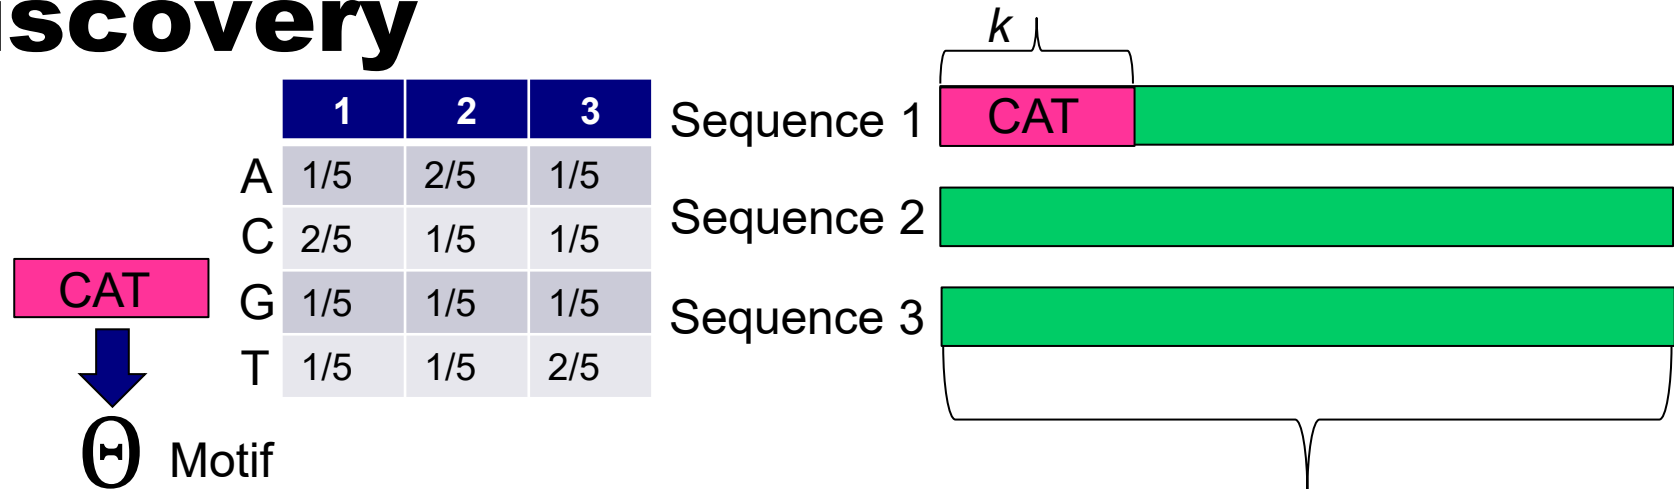 iscovery
k
1 2 3
Sequence 1 CAT
A 1/5 2/5 1/5
Sequence 2
C 2/5 1/5 1/5
CAT
G 1/5 1/5 1/5
Sequence 3
T 1/5 1/5 2/5
Θ Motif